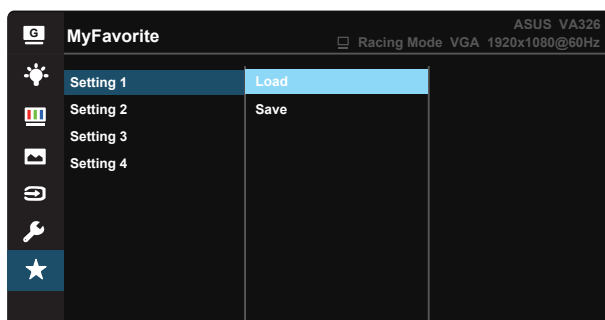 G
MyFavorite
ASUS VA326
Racing Mode VGA 1920x1080@60Hz
Setting 1
Load
Setting 2
Save
Setting 3
Setting 4